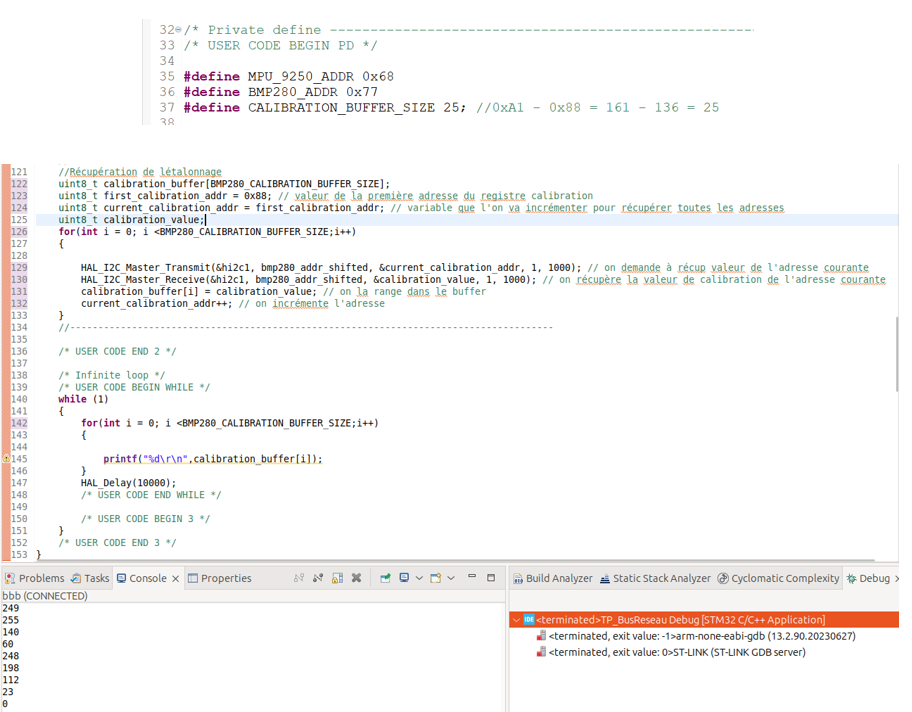 32 /* Private define ------------------------------------------------------
33 /* USER CODE BEGIN PD */
34
35 #define MPU_9250_ADDR 0x68
36 #define BMP280_ADDR 0x77
37 #define CALIBRATION_BUFFER_SIZE 25; //0xA1 - 0x88 = 161 - 136 = 25
38
121 //Récupération de létalonnage
122 uint8_t calibration_buffer[BMP280_CALIBRATION_BUFFER_SIZE];
123 uint8_t first_calibration_addr = 0x88; // valeur de la première adresse du registre calibration
124 uint8_t current_calibration_addr = first_calibration_addr; // variable que l'on va incrémenter pour récupérer toutes les adresses
125 uint8_t calibration_value;
126 for(int i = 0; i <BMP280_CALIBRATION_BUFFER_SIZE;i++)
127 {
128
129 HAL_I2C_Master_Transmit(&hi2c1, bmp280_addr_shifted, &current_calibration_addr, 1, 1000); // on demande à récup valeur de l'adresse courante
130 HAL_I2C_Master_Receive(&hi2c1, bmp280_addr_shifted, &calibration_value, 1, 1000); // on récupère la valeur de calibration de l'adresse courante
131 calibration_buffer[i] = calibration_value; // on la range dans le buffer
132 current_calibration_addr++; // on incrémente l'adresse
133 }
134 //--------------------------------------------------------------------------------------
135
136 /* USER CODE END 2 */
137
138 /* Infinite loop */
139 /* USER CODE BEGIN WHILE */
140 while (1)
141 {
142 for(int i = 0; i <BMP280_CALIBRATION_BUFFER_SIZE;i++)
143 {
144
145 printf("%d\r\n",calibration_buffer[i]);
146 }
147 HAL_Delay(10000);
148 /* USER CODE END WHILE */
149
150 /* USER CODE BEGIN 3 */
151 }
152 /* USER CODE END 3 */
153 }
Problems Tasks Console Properties
bbb (CONNECTED)
249
255
140
60
248
198
112
23
0
Build Analyzer Static Stack Analyzer Cyclomatic Complexity Debug
IDE <terminated>TP_BusReseau Debug [STM32 C/C++ Application]
<terminated, exit value: -1>arm-none-eabi-gdb (13.2.90.20230627)
<terminated, exit value: 0>ST-LINK (ST-LINK GDB server)